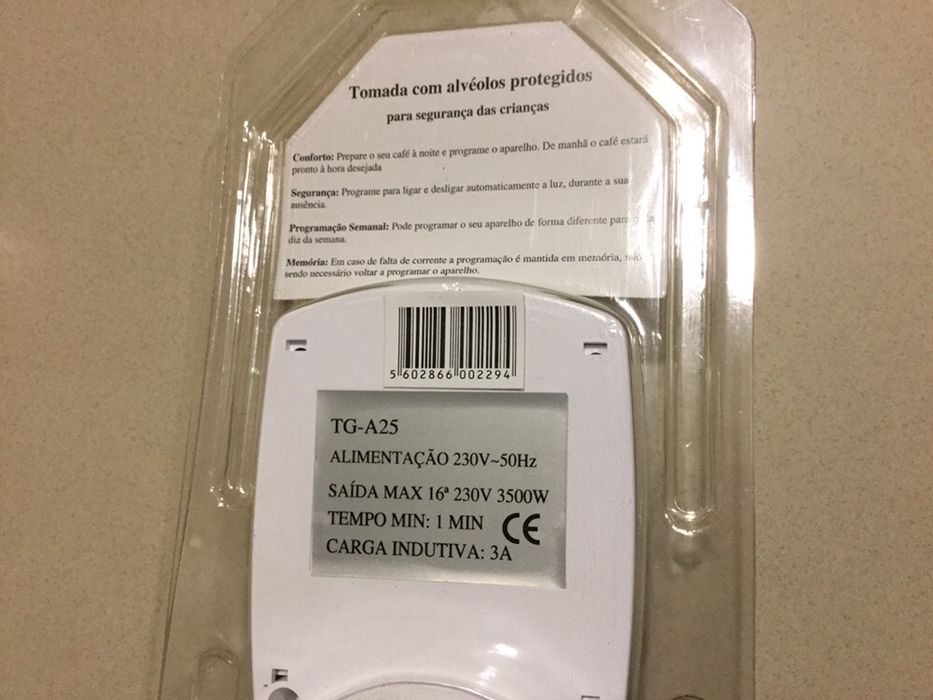 Tomada com alvéolos protegidos
para segurança das crianças
Conforto: Prepare o seu café à noite e programe o aparelho. De manhã o café estará
pronto à hora desejada
Segurança: Programe para ligar e desligar automaticamente a luz, durante a sua
ausência.
Programação Semanal: Pode programar o seu aparelho de forma diferente para
dia da semana.
Memória: Em caso de falta de corrente a programação é mantida em memória, não
sendo necessário voltar a programar o aparelho.
5 602866 002294
TG-A25
ALIMENTAÇÃO 230V~50Hz
SAÍDA MAX 16ª 230V 3500W
TEMPO MIN: 1 MIN CE
CARGA INDUTIVA: 3A